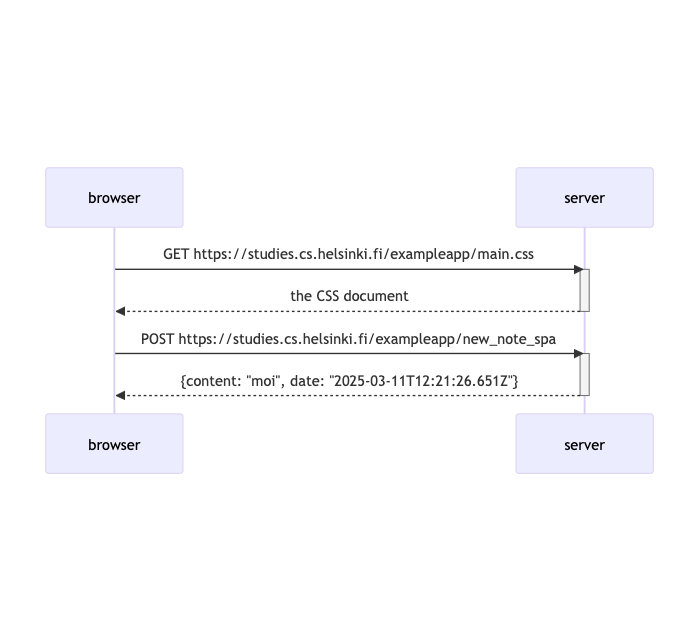 browser
server
GET https://studies.cs.helsinki.fi/exampleapp/main.css
the CSS document
POST https://studies.cs.helsinki.fi/exampleapp/new_note_spa
{content: "moi", date: "2025-03-11T12:21:26.651Z"}
browser
server